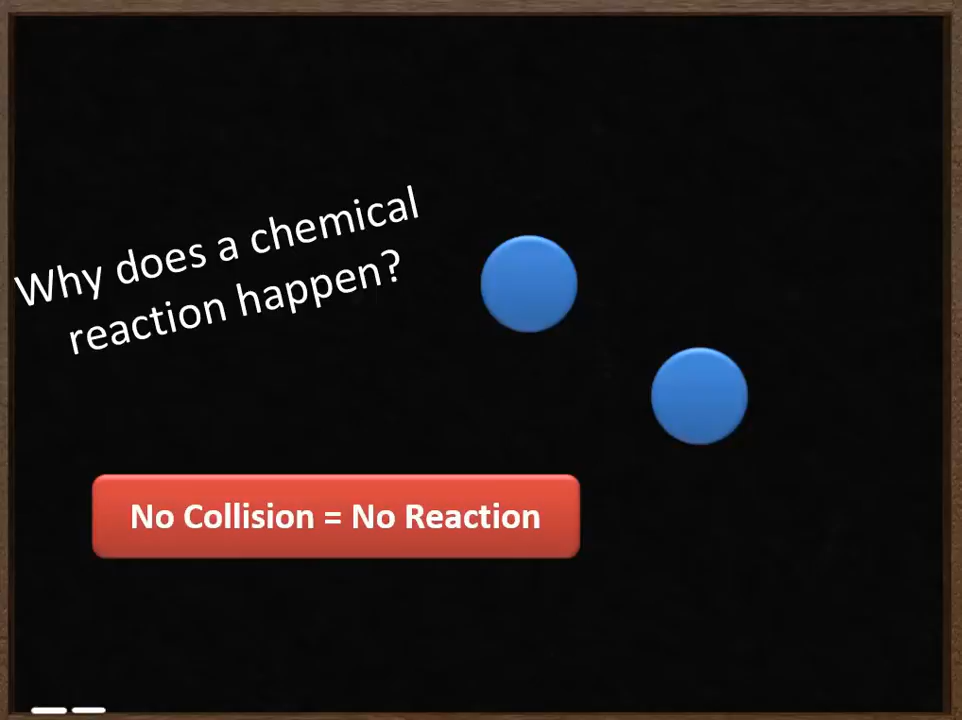 Why does a chemical
reaction happen?
No Collision = No Reaction